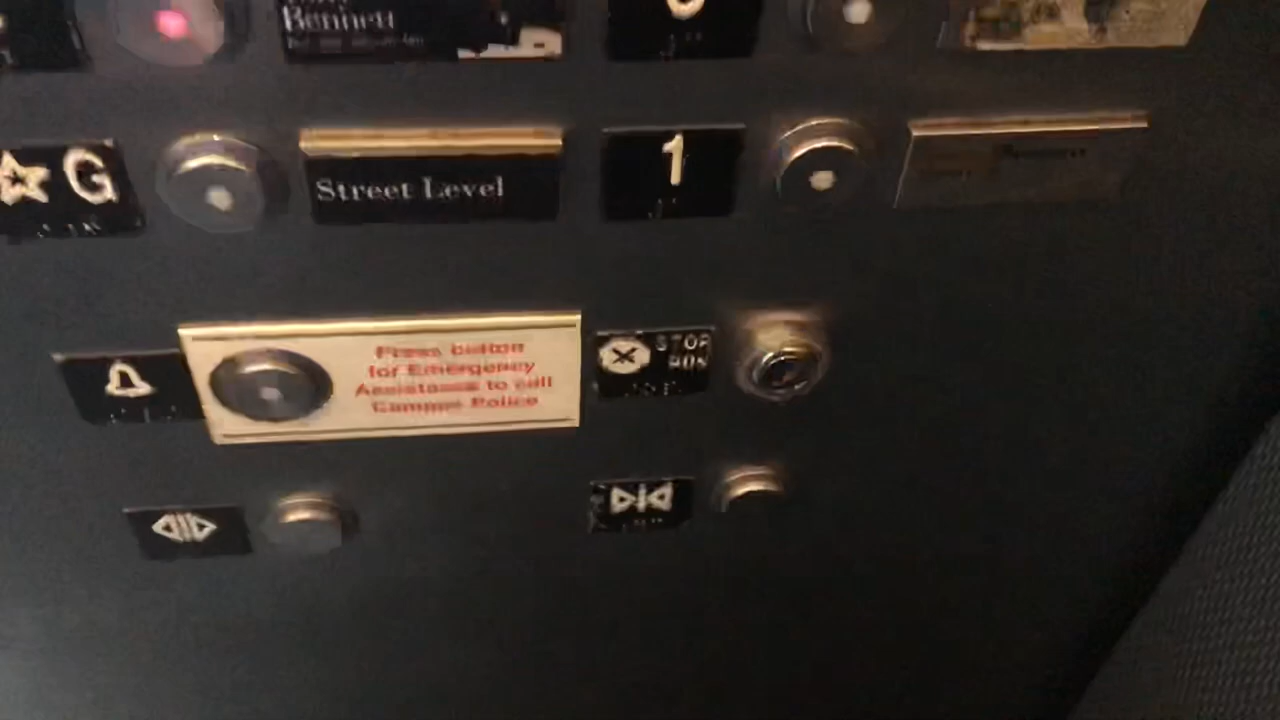 Bennett
G
Street Level
1
Press button
for Emergency
Assistance to call
Campus Police
STOP
RUN